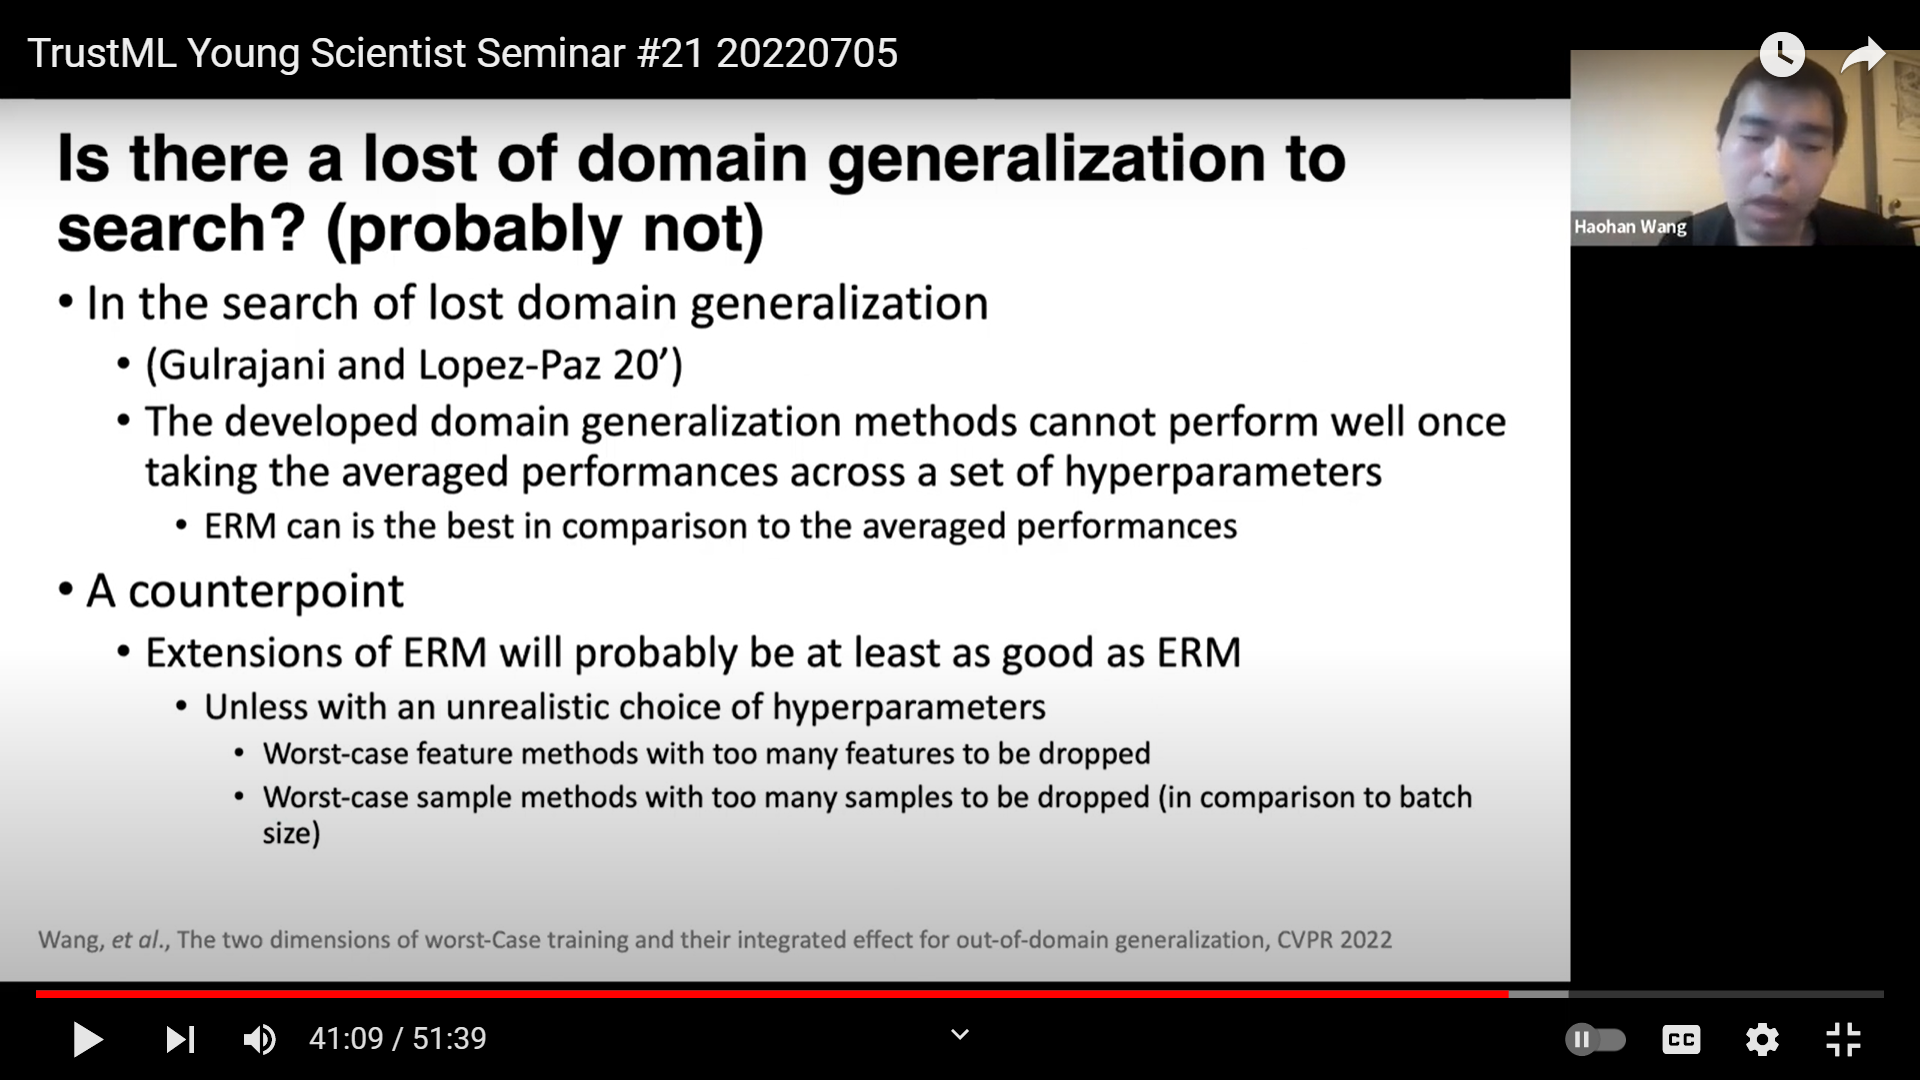 TrustML Young Scientist Seminar #21 20220705
Is there a lost of domain generalization to
search? (probably not)
• In the search of lost domain generalization
• (Gulrajani and Lopez-Paz 20’)
• The developed domain generalization methods cannot perform well once
taking the averaged performances across a set of hyperparameters
• ERM can is the best in comparison to the averaged performances
• A counterpoint
• Extensions of ERM will probably be at least as good as ERM
• Unless with an unrealistic choice of hyperparameters
• Worst-case feature methods with too many features to be dropped
• Worst-case sample methods with too many samples to be dropped (in comparison to batch
size)
Wang, et al., The two dimensions of worst-Case training and their integrated effect for out-of-domain generalization, CVPR 2022
Haohan Wang
41:09 / 51:39
CC